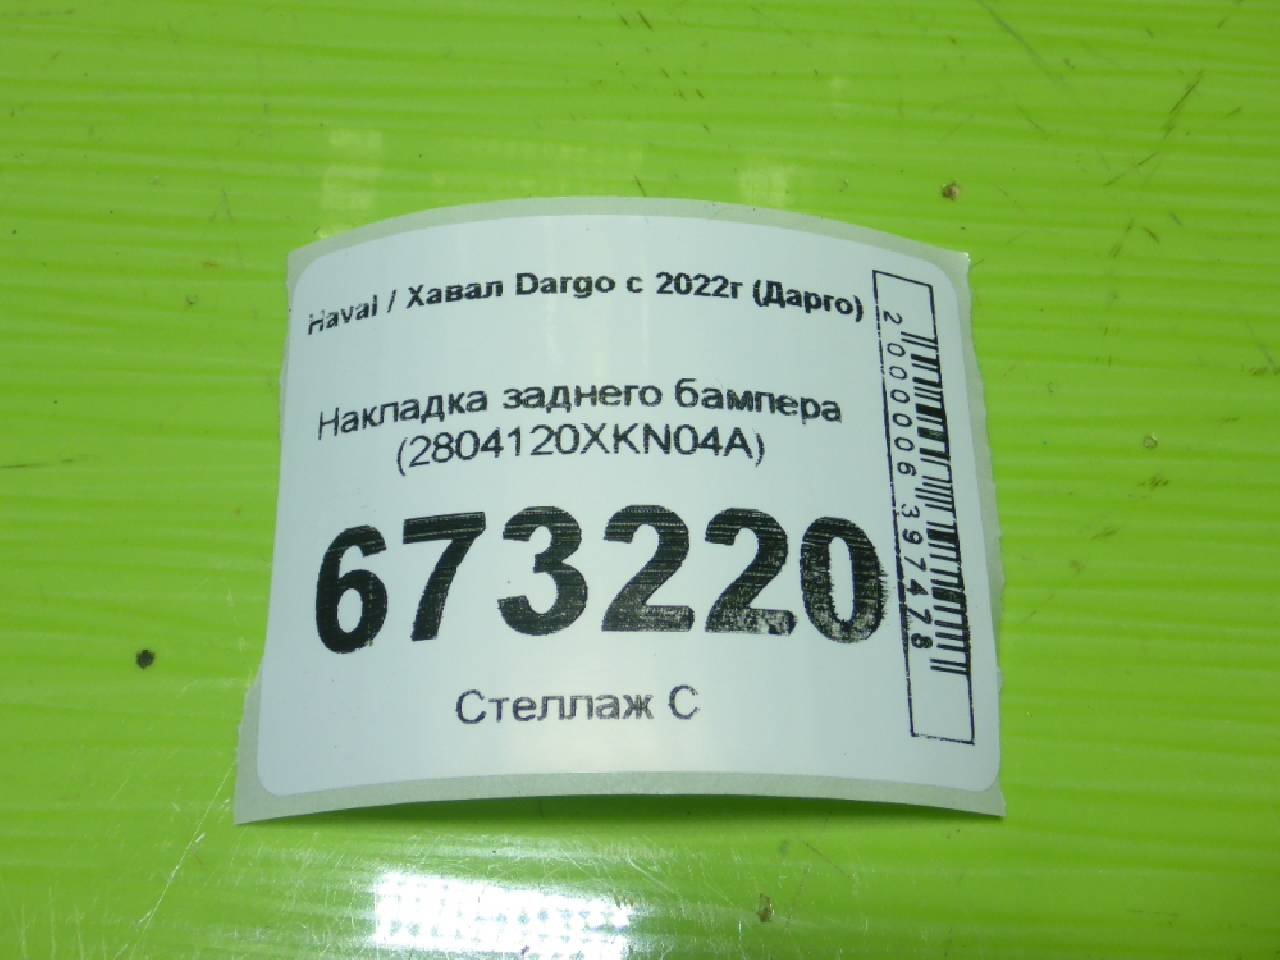 Haval / Хавал Dargo с 2022г (Дарго)
Накладка заднего бампера
(2804120XKN04A)
673220
Стеллаж С
2000006397478